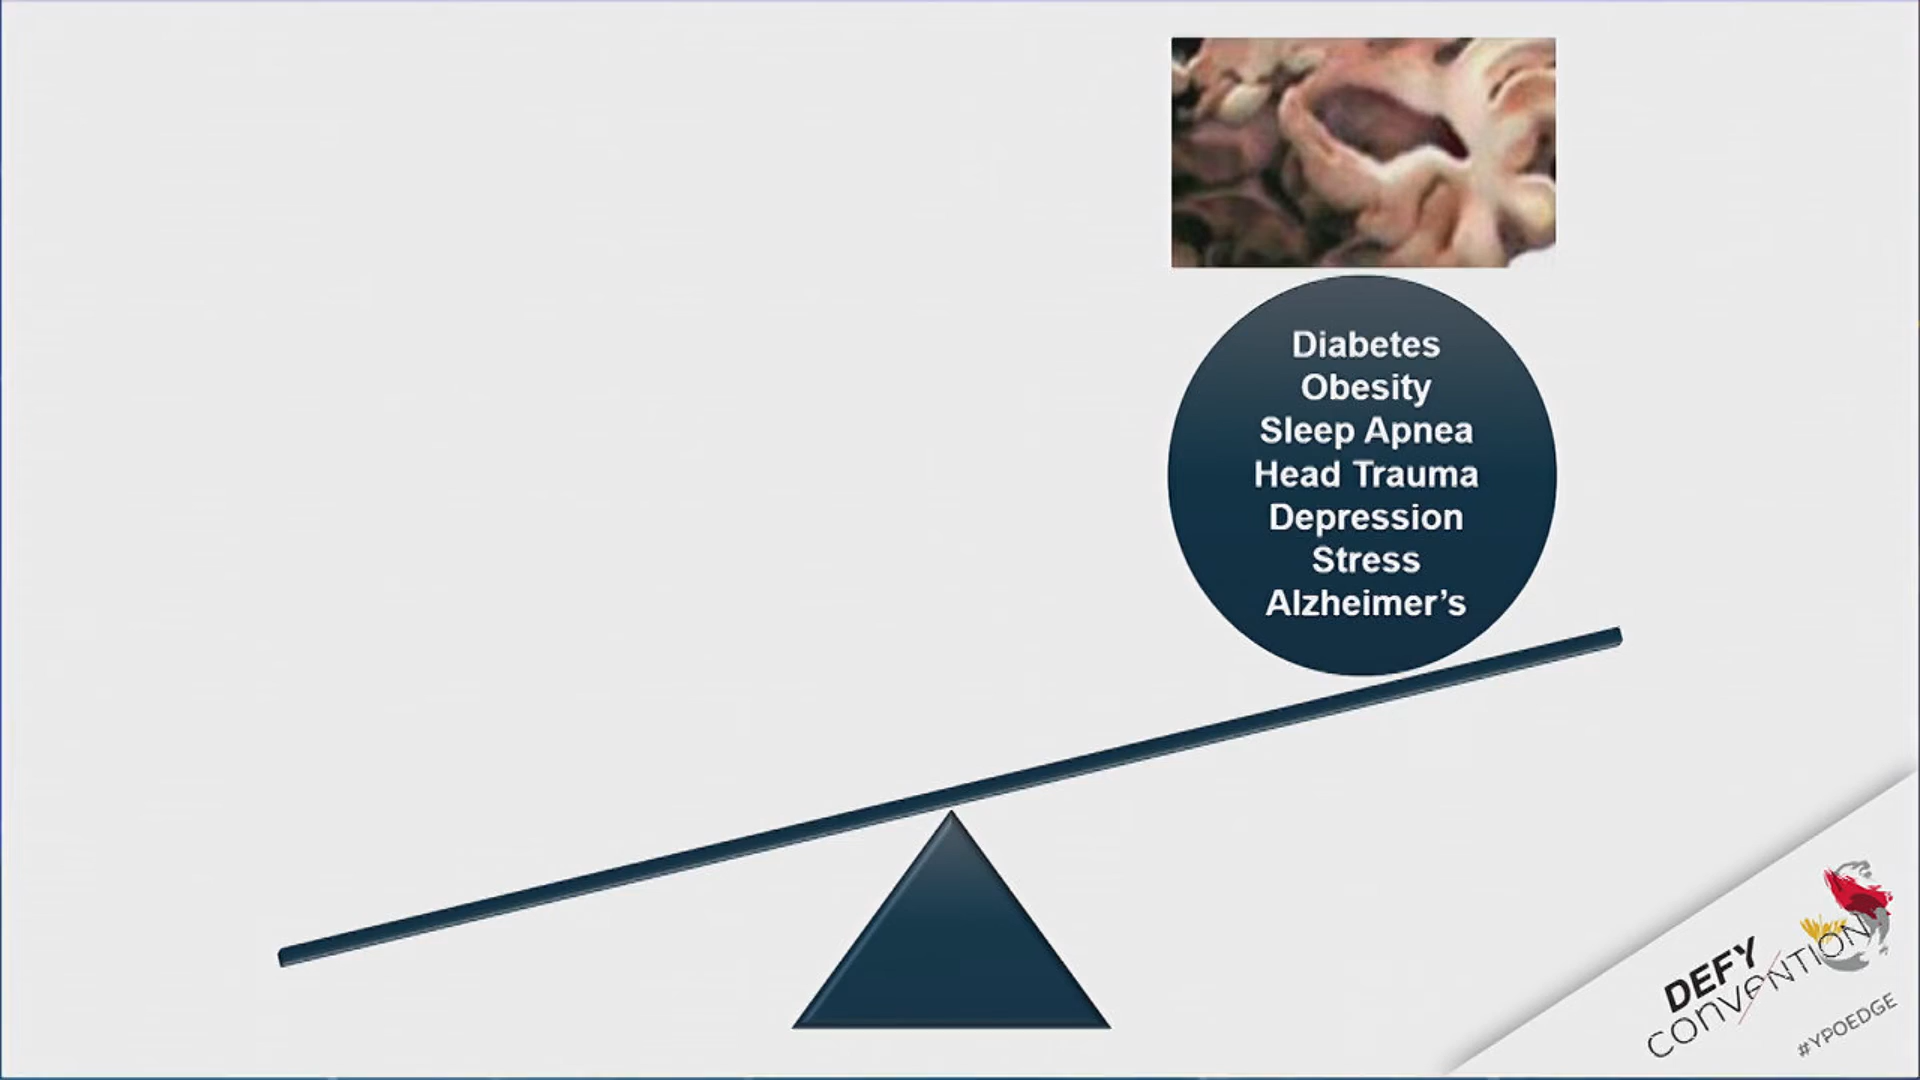 Diabetes
Obesity
Sleep Apnea
Head Trauma
Depression
Stress
Alzheimer’s
DEFY
CONVENTION
#YPOEDGE